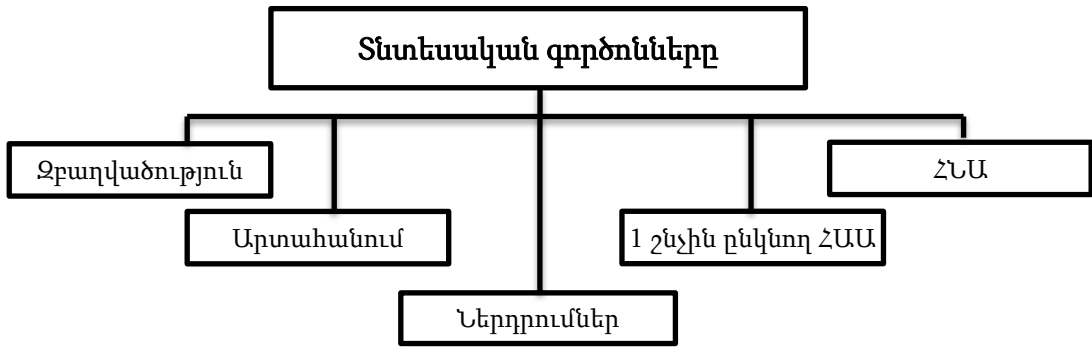 Տնտեսական գործոնները
Զբաղվածություն
ՀՆԱ
Արտահանում
1 շնչին ընկնող ՀԱԱ
Ներդրումներ